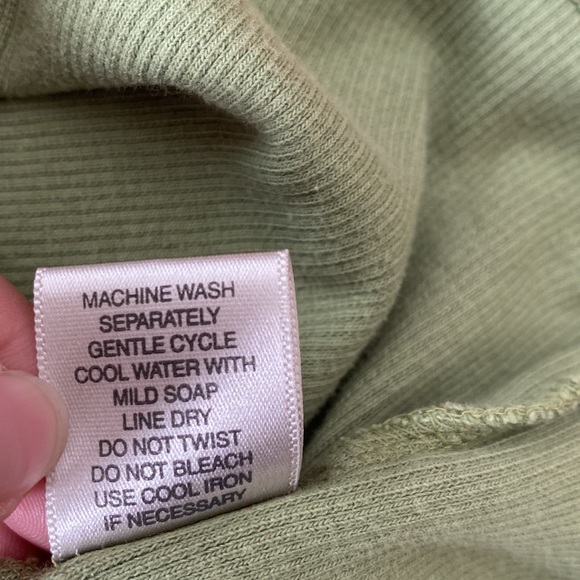 MACHINE WASH
SEPARATELY
GENTLE CYCLE
COOL WATER WITH
MILD SOAP
LINE DRY
DO NOT TWIST
DO NOT BLEACH
USE COOL IRON
IF NECESSARY